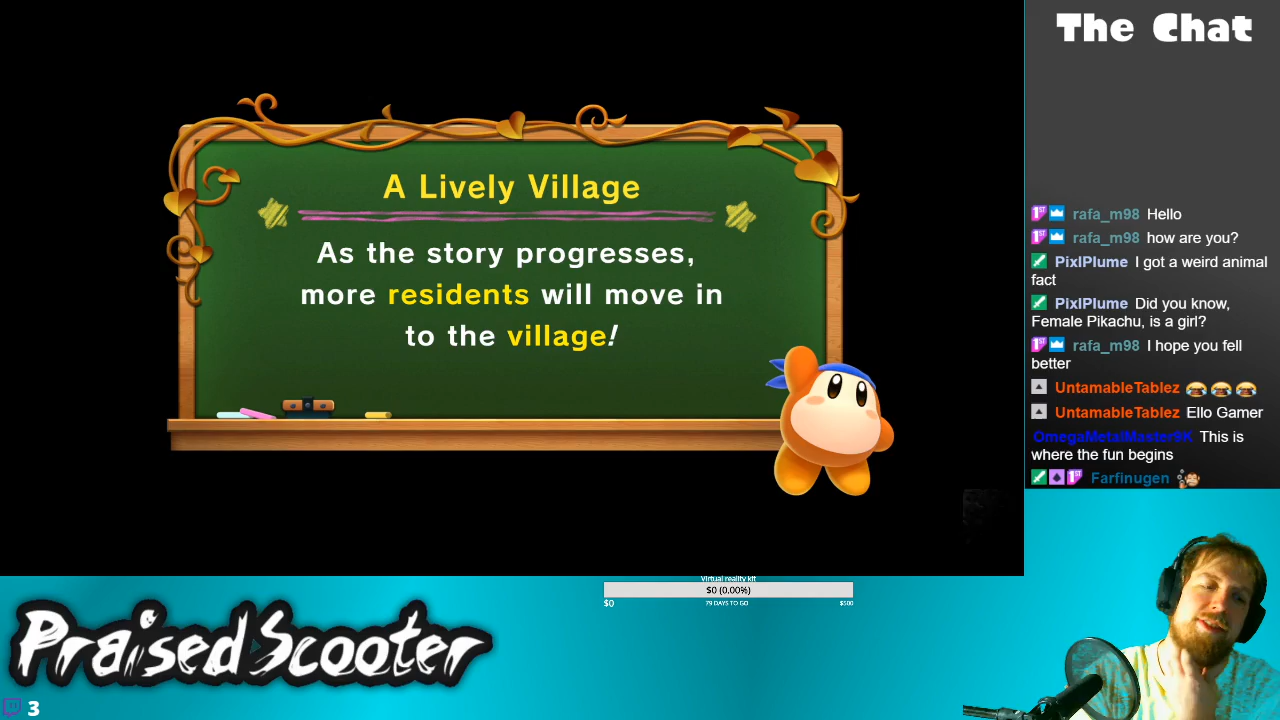 The Chat
A Lively Village
As the story progresses,
more residents will move in
to the village!
rafa_m98 Hello
rafa_m98 how are you?
PixlPlume I got a weird animal
fact
PixlPlume Did you know,
Female Pikachu, is a girl?
rafa_m98 I hope you fell
better
UntamableTablez
UntamableTablez Ello Gamer
OmegaMetalMaster9K This is
where the fun begins
Farfinugen
Virtual reality kit
$0 (0.00%)
$0 79 DAYS TO GO $500
Praised Scooter
3